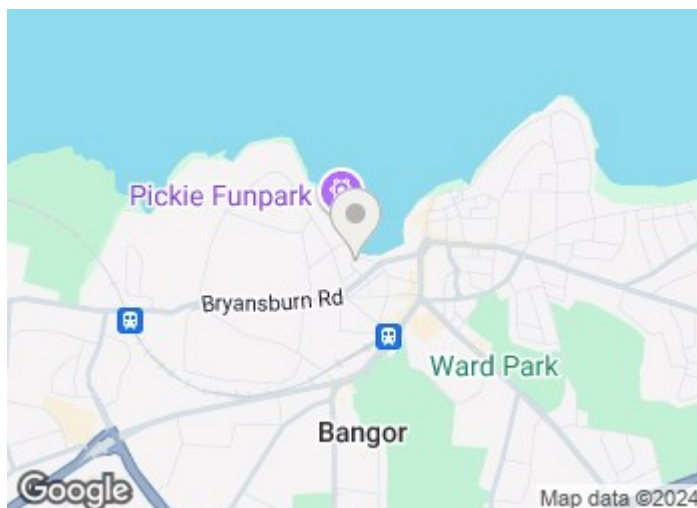 Pickie Funpark
Bryansburn Rd
Ward Park
Bangor
Google
Map data ©2024